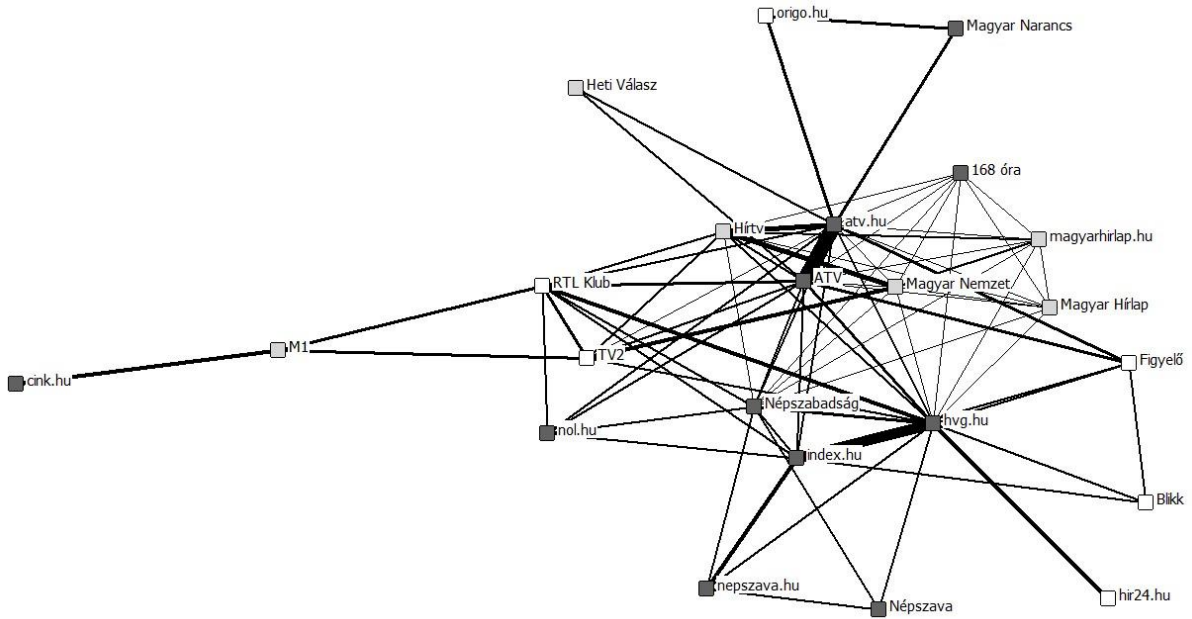 origo.hu
Magyar Narancs
Heti Válasz
168 óra
Hírtv
atv.hu
magyarhirlap.hu
RTL Klub
ATV
Magyar Nemzet
Magyar Hírlap
M1
TV2
Figyelő
cink.hu
Népszabadság
hvg.hu
nol.hu
index.hu
Blikk
nepszava.hu
Népszava
hir24.hu